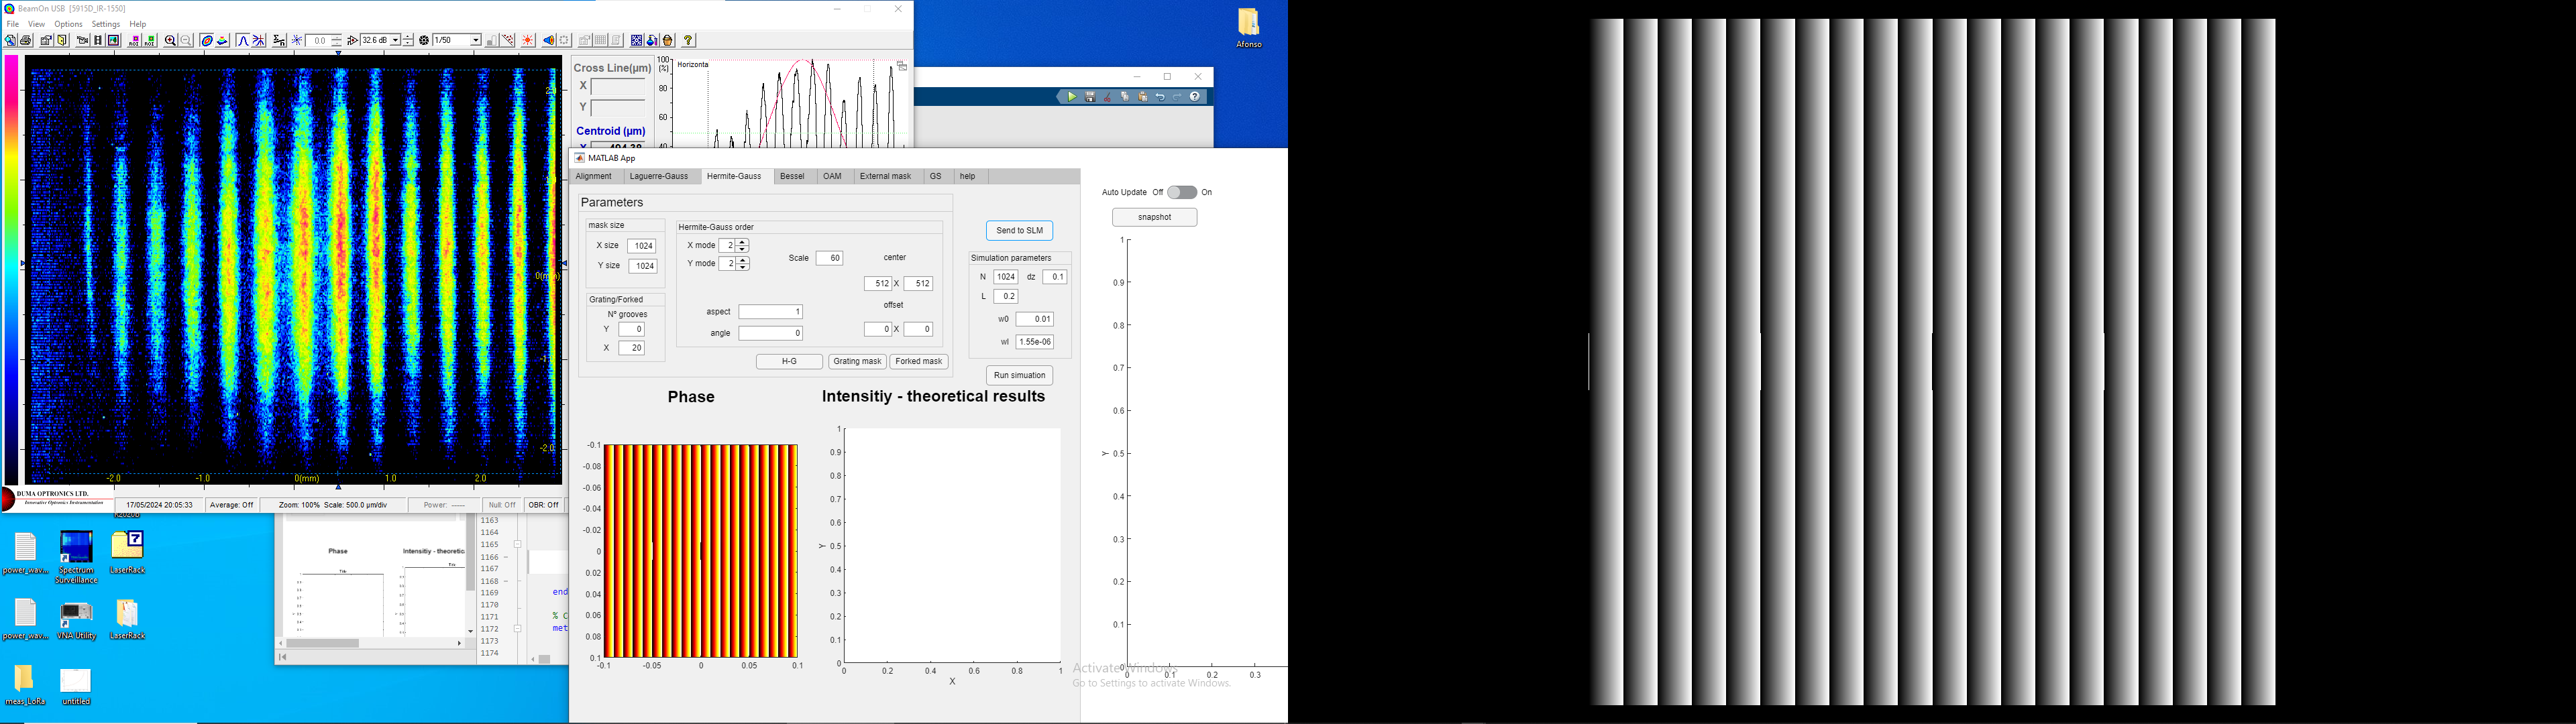 BeamOn USB [5915D_IR-1550]
File View Options Settings Help
0.0
32.6 dB
1/50
Cross Line(µm)
X
Y
Centroid (µm)
100
(%)
80
60
Horizonta
-2.0
-1.0
0(mm)
1.0
2.0
0(mm)
-2.0
DUMA OPTRONICS LTD.
Innovative Optronics Instrumentation
17/05/2024 20:05:33
Average: Off
Zoom: 100% Scale: 500.0 µm/div
Power: -----
Null: Off
OBR: Off
Afonso
MATLAB App
Alignment Laguerre-Gauss Hermite-Gauss Bessel OAM External mask GS help
Parameters
mask size
X size 1024
Y size 1024
Grating/Forked
Nº grooves
Y 0
X 20
Hermite-Gauss order
X mode 2
Y mode 2
Scale 60
center
512 X 512
aspect 1
offset
angle 0
0 X 0
H-G
Grating mask
Forked mask
Send to SLM
Simulation parameters
N 1024 dz 0.1
L 0.2
w0 0.01
wl 1.55e-06
Run simuation
Auto Update Off On
snapshot
Phase
-0.1
-0.08
-0.06
-0.04
-0.02
0
0.02
0.04
0.06
0.08
0.1
-0.1 -0.05 0 0.05 0.1
Intensitiy - theoretical results
1
0.9
0.8
0.7
0.6
0.5
0.4
0.3
0.2
0.1
0
Y
0 0.2 0.4 0.6 0.8 1
X
1
0.9
0.8
0.7
0.6
0.5
0.4
0.3
0.2
0.1
0
Y
0 0.1 0.2 0.3
Activate Windows
Go to Settings to activate Windows.
power_wav...
Spectrum Surveillance
LaserRack
power_wav...
VNA Utility
LaserRack
meas_LoRa
untitled
Phase
Intensitiy - theoretic
1163
1164
1165
1166
1167
1168
1169 end
1170
1171 % C
1172 met
1173
1174